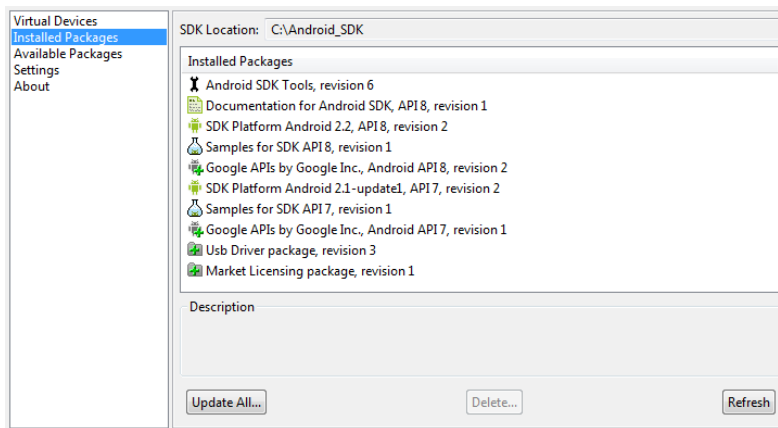 Virtual Devices
Installed Packages
Available Packages
Settings
About
SDK Location: C:\Android_SDK
Installed Packages
Android SDK Tools, revision 6
Documentation for Android SDK, API 8, revision 1
SDK Platform Android 2.2, API 8, revision 2
Samples for SDK API 8, revision 1
Google APIs by Google Inc., Android API 8, revision 2
SDK Platform Android 2.1-update1, API 7, revision 2
Samples for SDK API 7, revision 1
Google APIs by Google Inc., Android API 7, revision 1
Usb Driver package, revision 3
Market Licensing package, revision 1
Description
Update All... Delete... Refresh